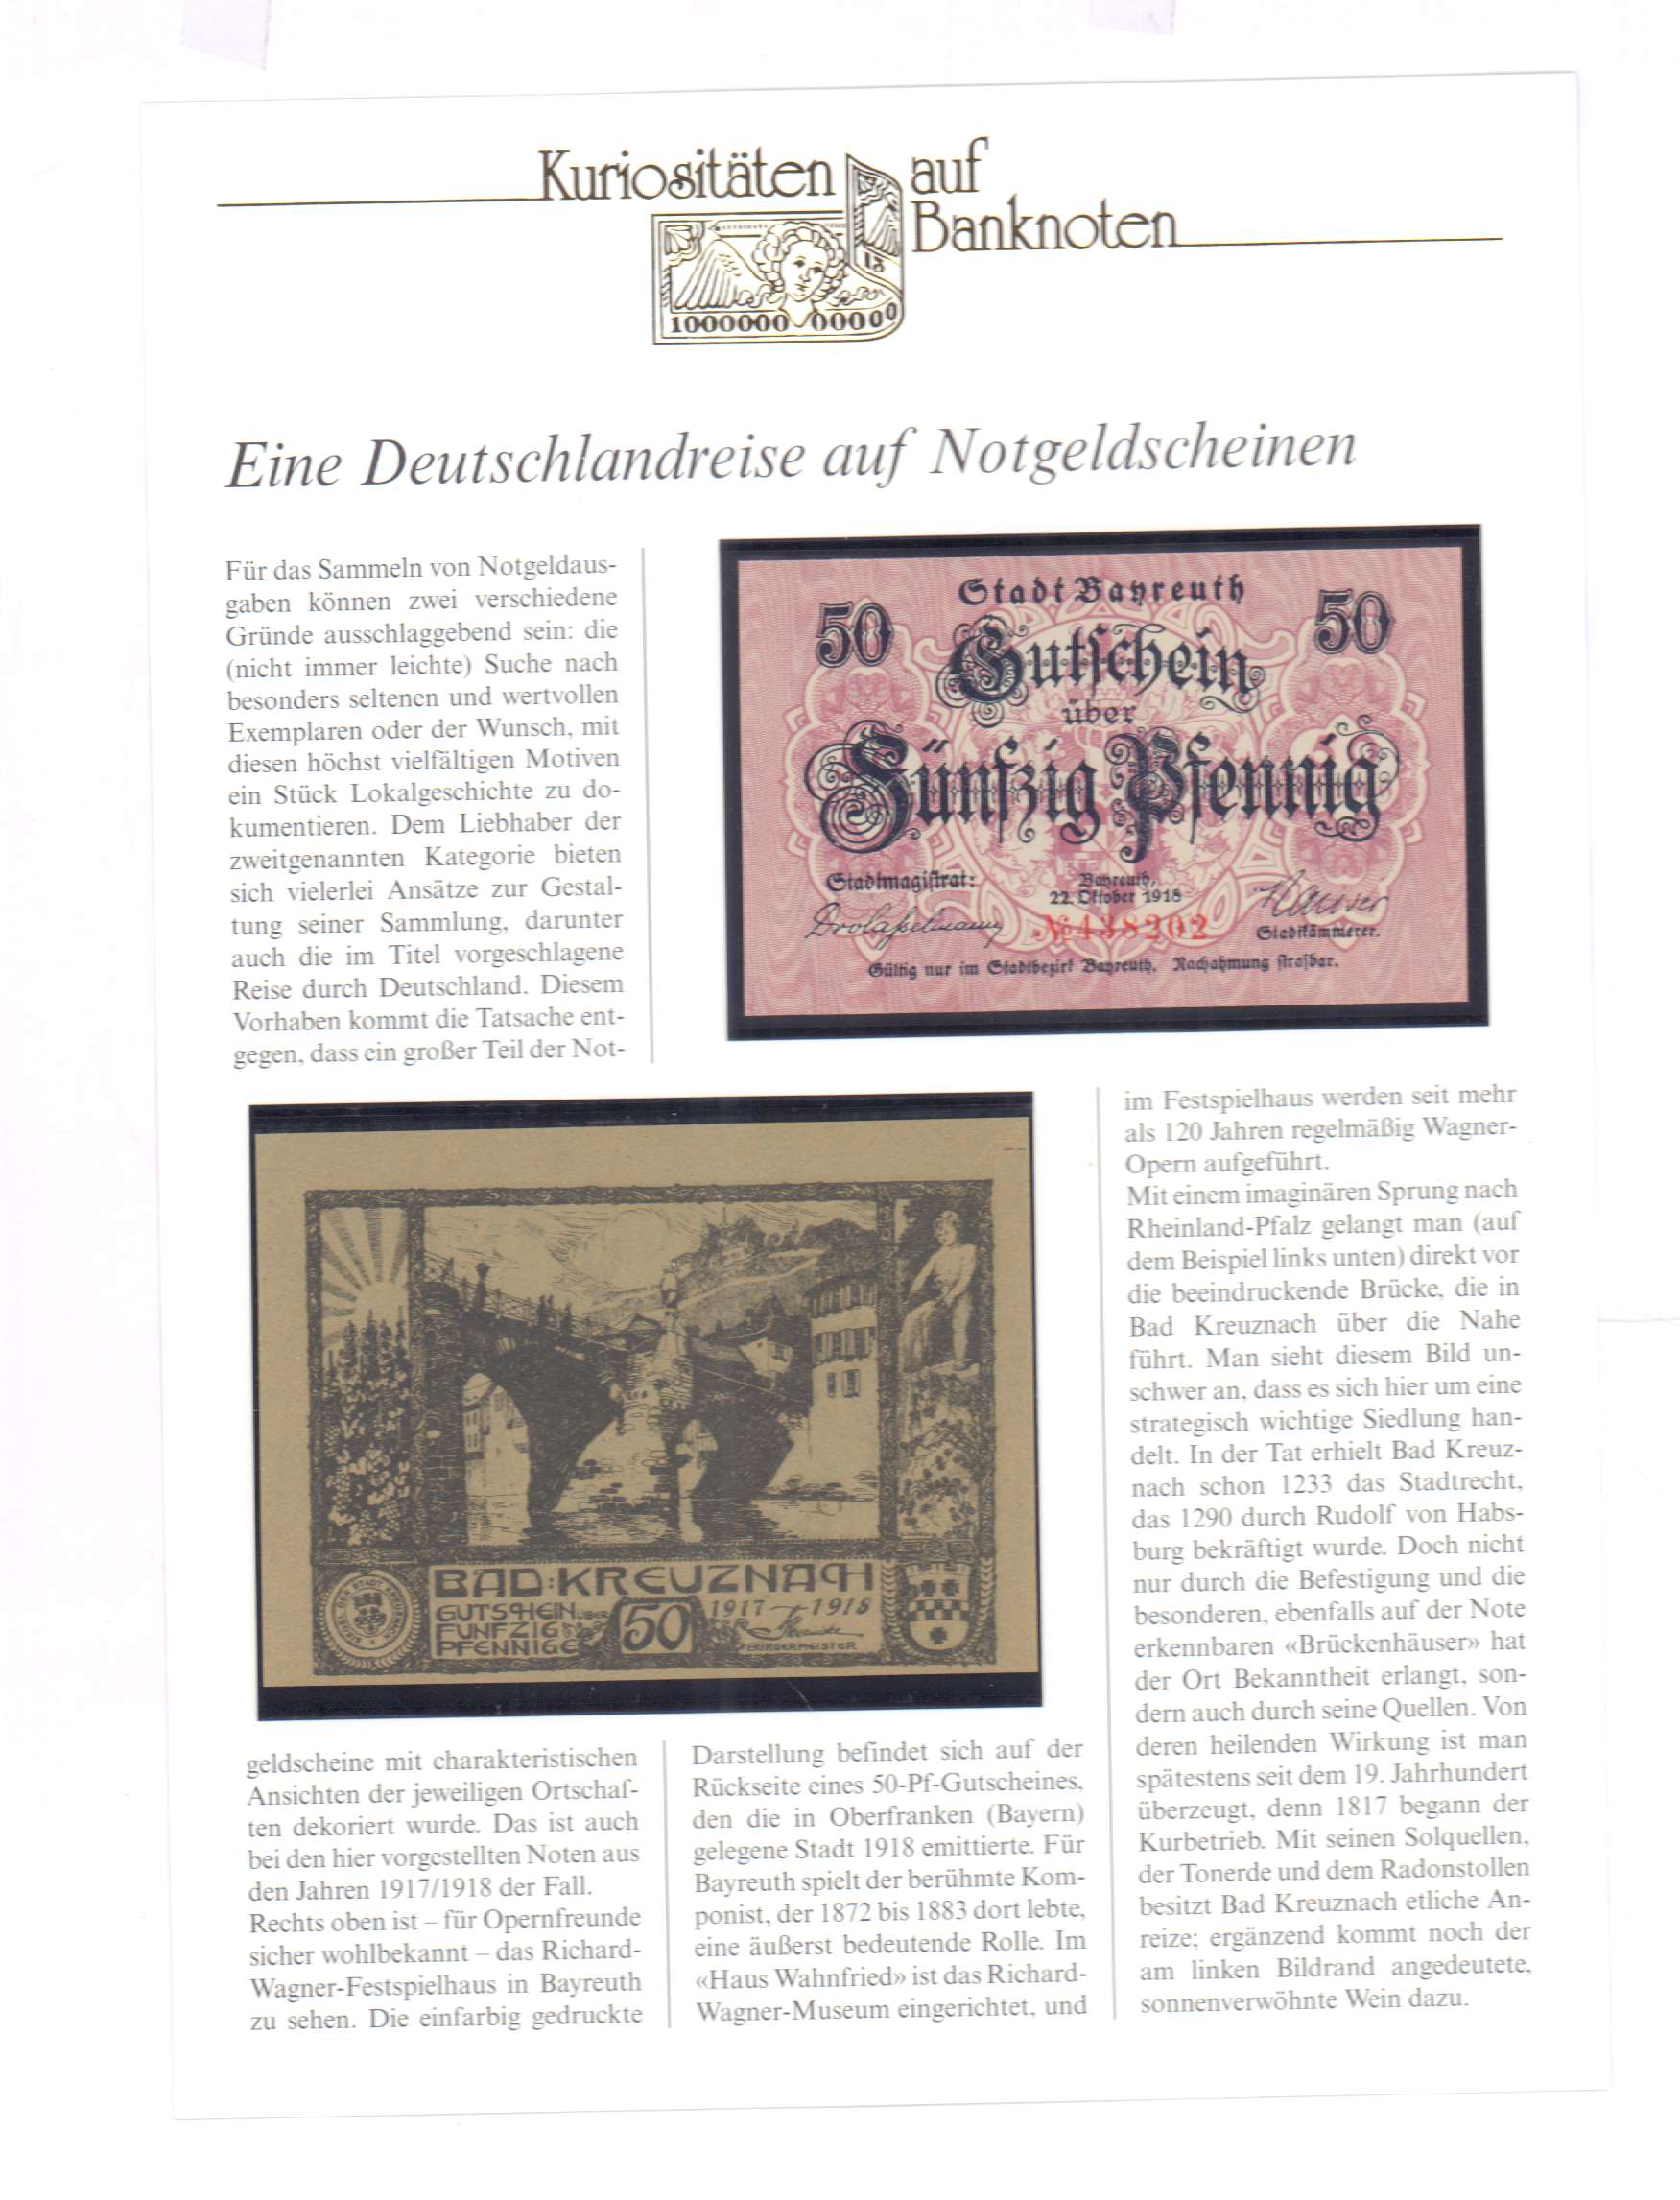 Kuriositäten auf
Banknoten
1000000 00000
Eine Deutschlandreise auf Notgeldscheinen
Für das Sammeln von Notgeldaus-
gaben können zwei verschiedene
Gründe ausschlaggebend sein: die
(nicht immer leichte) Suche nach
besonders seltenen und wertvollen
Exemplaren oder der Wunsch, mit
diesen höchst vielfältigen Motiven
ein Stück Lokalgeschichte zu do-
kumentieren. Dem Liebhaber der
zweitgenannten Kategorie bieten
sich vielerlei Ansätze zur Gestal-
tung seiner Sammlung, darunter
auch die im Titel vorgeschlagene
Reise durch Deutschland. Diesem
Vorhaben kommt die Tatsache ent-
gegen, dass ein großer Teil der Not-
Stadt Bayreuth
50 50
Gutschein
über
Fünfzig Pfennig
Stadtmagistrat:
Bayreuth,
22. Oktober 1918
№438202
Stadtkämmerer.
Gültig nur im Stadtbezirk Bayreuth. Nachahmung strafbar.
BAD:KREUZNACH
GUTSCHEIN ÜBER
FUNFZIG
PFENNIGE
50
1917 – 1918
BÜRGERMEISTER
geldscheine mit charakteristischen
Ansichten der jeweiligen Ortschaf-
ten dekoriert wurde. Das ist auch
bei den hier vorgestellten Noten aus
den Jahren 1917/1918 der Fall.
Rechts oben ist – für Opernfreunde
sicher wohlbekannt – das Richard-
Wagner-Festspielhaus in Bayreuth
zu sehen. Die einfarbig gedruckte
Darstellung befindet sich auf der
Rückseite eines 50-Pf-Gutscheines,
den die in Oberfranken (Bayern)
gelegene Stadt 1918 emittierte. Für
Bayreuth spielt der berühmte Kom-
ponist, der 1872 bis 1883 dort lebte,
eine äußerst bedeutende Rolle. Im
«Haus Wahnfried» ist das Richard-
Wagner-Museum eingerichtet, und
im Festspielhaus werden seit mehr
als 120 Jahren regelmäßig Wagner-
Opern aufgeführt.
Mit einem imaginären Sprung nach
Rheinland-Pfalz gelangt man (auf
dem Beispiel links unten) direkt vor
die beeindruckende Brücke, die in
Bad Kreuznach über die Nahe
führt. Man sieht diesem Bild un-
schwer an, dass es sich hier um eine
strategisch wichtige Siedlung han-
delt. In der Tat erhielt Bad Kreuz-
nach schon 1233 das Stadtrecht,
das 1290 durch Rudolf von Habs-
burg bekräftigt wurde. Doch nicht
nur durch die Befestigung und die
besonderen, ebenfalls auf der Note
erkennbaren «Brückenhäuser» hat
der Ort Bekanntheit erlangt, son-
dern auch durch seine Quellen. Von
deren heilenden Wirkung ist man
spätestens seit dem 19. Jahrhundert
überzeugt, denn 1817 begann der
Kurbetrieb. Mit seinen Solquellen,
der Tonerde und dem Radonstollen
besitzt Bad Kreuznach etliche An-
reize; ergänzend kommt noch der
am linken Bildrand angedeutete,
sonnenverwöhnte Wein dazu.